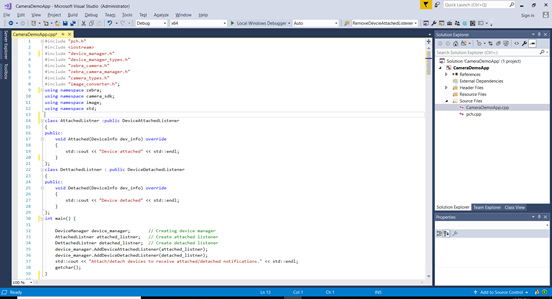 CameraDemoApp - Microsoft Visual Studio (Administrator)
File Edit View Project Build Debug Team Tools Test Window Help
Sign in
Debug x64 Local Windows Debugger Auto RemoveDeviceAttachedListener
Server Explorer
Toolbox
CameraDemoApp.cpp*
1 #include "pch.h"
2 #include <iostream>
3 #include "device_manager.h"
4 #include "device_manager_types.h"
5 #include "zebra_camera.h"
6 #include "zebra_camera_manager.h"
7 #include "camera_types.h"
8 #include "image_converter.h"
9 using namespace zebra;
10 using namespace camera_sdk;
11 using namespace image;
12 using namespace std;
13
14 class AttachedListner :public DeviceAttachedListener
15 {
16 public:
17 void Attached(DeviceInfo dev_info) override
18 {
19 std::cout << "Device attached" << std::endl;
20 }
21 };
22 class DettachedListner : public DeviceDetachedListener
23 {
24 public:
25 void Detached(DeviceInfo dev_info) override
26 {
27 std::cout << "Device detached" << std::endl;
28 }
29 };
30 int main() {
31
32 DeviceManager device_manager; // Creating device manager
33 AttachedListner attached_listner; // Create attached listener
34 DettachedListner detached_listner; // Create detached listener
35 device_manager.AddDeviceAttachedListener(attached_listner);
36 device_manager.AddDeviceDetachedListener(detached_listner);
37 std::cout << "Attach/detach devices to receive attached/detached notifications." << std::endl;
38 getchar();
39 }
100 %
Solution Explorer
Search Solution Explorer (Ctrl+;)
Solution 'CameraDemoApp' (1 project)
CameraDemoApp
References
External Dependencies
Header Files
Resource Files
Source Files
CameraDemoApp.cpp
pch.cpp
Solution Explorer Team Explorer Class View
Properties
Ready Ln 13 Col 1 Ch 1 INS Add to Source Control